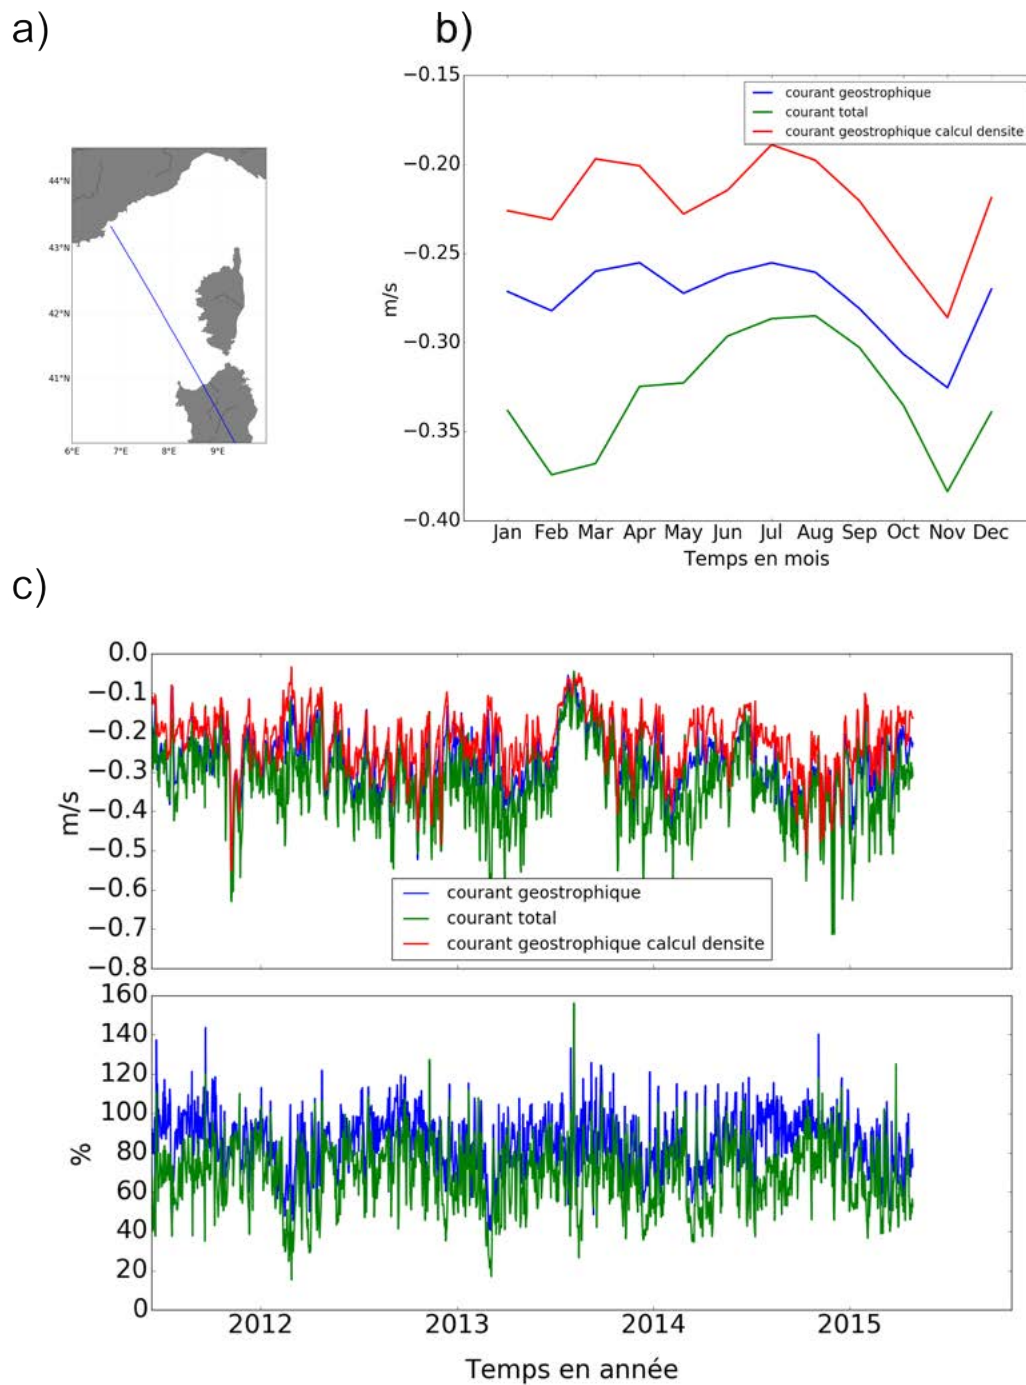 a)
44°N
43°N
42°N
41°N
6°E 7°E 8°E 9°E
b)
−0.15
−0.20
−0.25
−0.30
−0.35
−0.40
m/s
courant geostrophique
courant total
courant geostrophique calcul densite
Jan Feb Mar Apr May Jun Jul Aug Sep Oct Nov Dec
Temps en mois
c)
0.0
−0.1
−0.2
−0.3
−0.4
−0.5
−0.6
−0.7
−0.8
m/s
courant geostrophique
courant total
courant geostrophique calcul densite
160
140
120
100
80
60
40
20
0
%
2012 2013 2014 2015
Temps en année